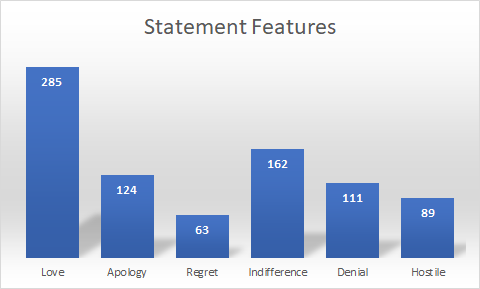 Statement Features
285
124
63
162
111
89
Love
Apology
Regret
Indifference
Denial
Hostile